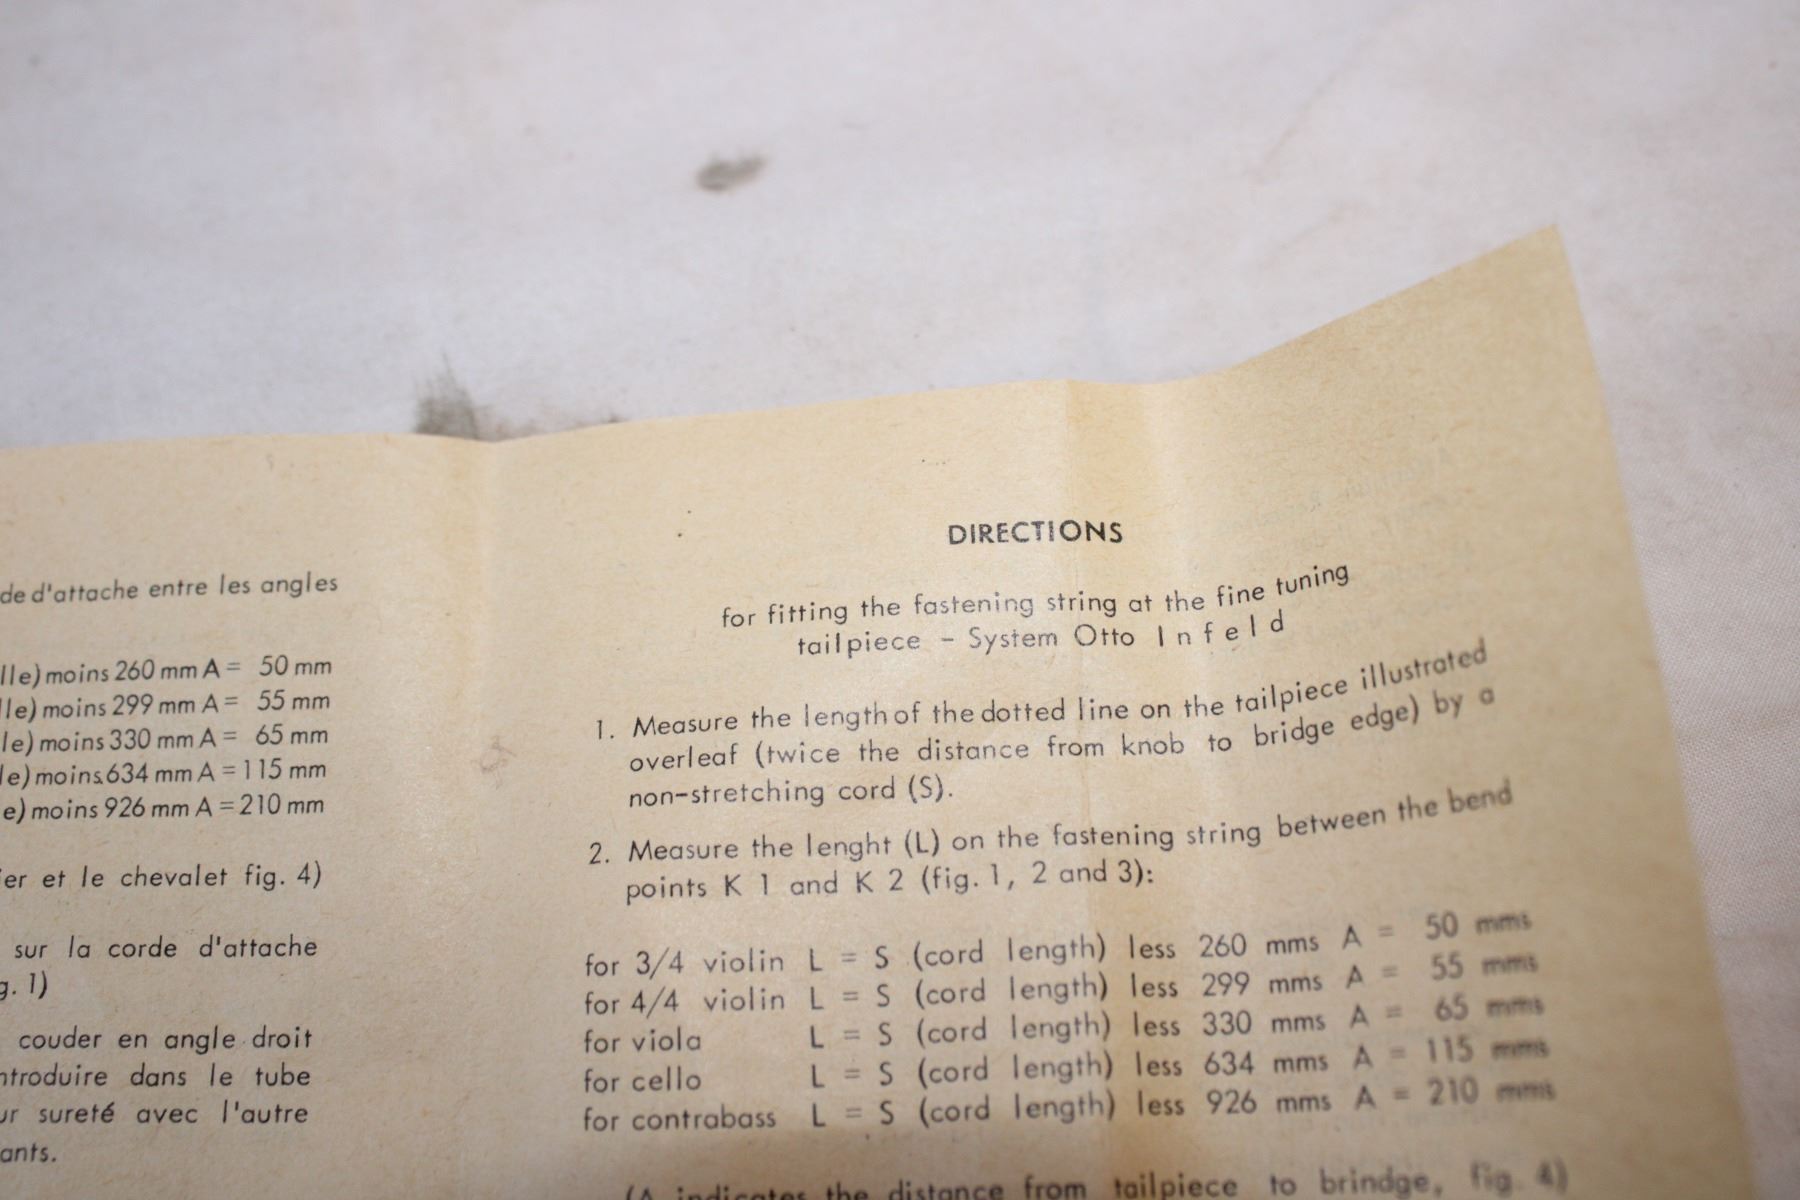 de d'attache entre les angles
lle) moins 260 mm A = 50 mm
lle) moins 299 mm A = 55 mm
le) moins 330 mm A = 65 mm
le) moins 634 mm A = 115 mm
e) moins 926 mm A = 210 mm
ier et le chevalet fig. 4)
sur la corde d'attache
g. 1)
couder en angle droit
ntroduire dans le tube
ur sureté avec l'autre
ants.
DIRECTIONS
for fitting the fastening string at the fine tuning
tailpiece – System Otto Infeld
1. Measure the length of the dotted line on the tailpiece illustrated
overleaf (twice the distance from knob to bridge edge) by a
non-stretching cord (S).
2. Measure the lenght (L) on the fastening string between the bend
points K 1 and K 2 (fig. 1, 2 and 3):
for 3/4 violin L = S (cord length) less 260 mms A = 50 mms
for 4/4 violin L = S (cord length) less 299 mms A = 55 mms
for viola L = S (cord length) less 330 mms A = 65 mms
for cello L = S (cord length) less 634 mms A = 115 mms
for contrabass L = S (cord length) less 926 mms A = 210 mms
(A indicates the distance from tailpiece to brindge, fig. 4)